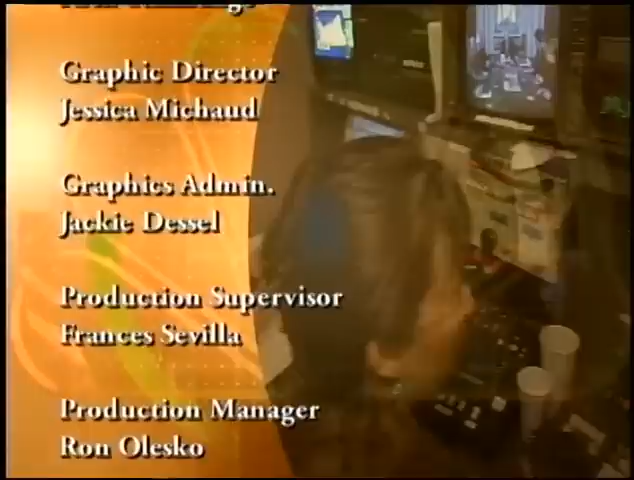 Graphic Director
Jessica Michaud
Graphics Admin.
Jackie Dessel
Production Supervisor
Frances Sevilla
Production Manager
Ron Olesko